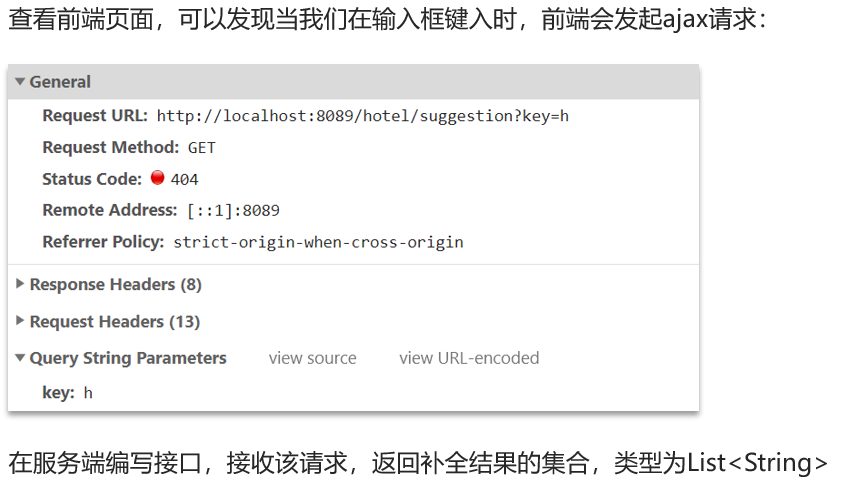 查看前端页面，可以发现当我们在输入框键入时，前端会发起ajax请求：
General
Request URL: http://localhost:8089/hotel/suggestion?key=h
Request Method: GET
Status Code: 404
Remote Address: [::1]:8089
Referrer Policy: strict-origin-when-cross-origin
Response Headers (8)
Request Headers (13)
Query String Parameters view source view URL-encoded
key: h
在服务端编写接口，接收该请求，返回补全结果的集合，类型为List<String>